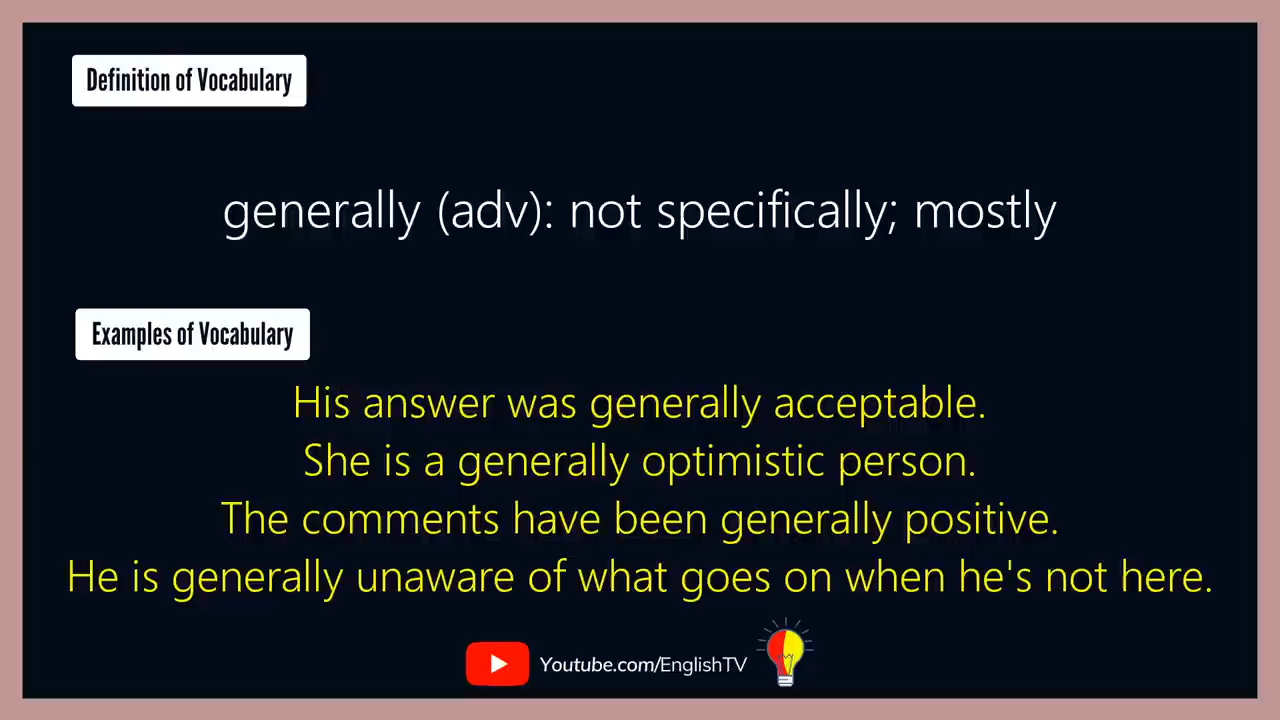 Definition of Vocabulary
generally (adv): not specifically; mostly
Examples of Vocabulary
His answer was generally acceptable.
She is a generally optimistic person.
The comments have been generally positive.
He is generally unaware of what goes on when he's not here.
Youtube.com/EnglishTV